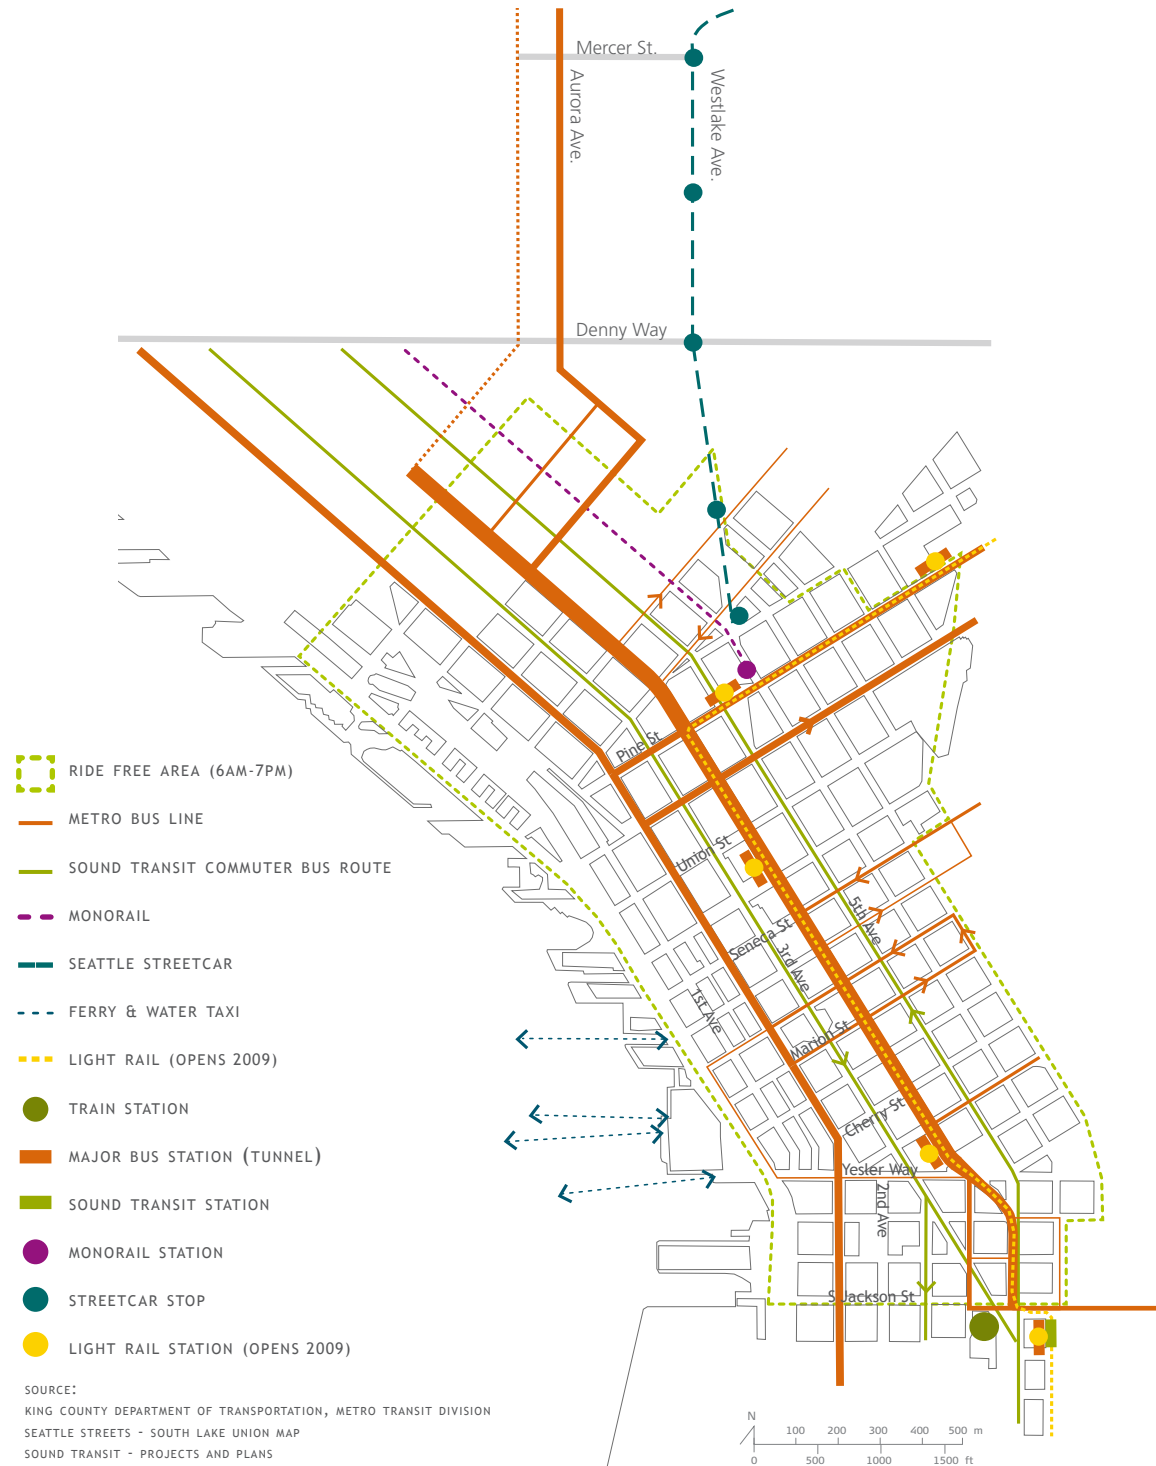 Mercer St.
Aurora Ave.
Westlake Ave.
Denny Way
Pine St
Union St
5th Ave
Seneca St
3rd Ave
1st Ave
Marion St
Cherry St
Yesler Way
2nd Ave
S Jackson St
RIDE FREE AREA (6AM-7PM)
METRO BUS LINE
SOUND TRANSIT COMMUTER BUS ROUTE
MONORAIL
SEATTLE STREETCAR
FERRY & WATER TAXI
LIGHT RAIL (OPENS 2009)
TRAIN STATION
MAJOR BUS STATION (TUNNEL)
SOUND TRANSIT STATION
MONORAIL STATION
STREETCAR STOP
LIGHT RAIL STATION (OPENS 2009)
SOURCE:
KING COUNTY DEPARTMENT OF TRANSPORTATION, METRO TRANSIT DIVISION
SEATTLE STREETS - SOUTH LAKE UNION MAP
SOUND TRANSIT - PROJECTS AND PLANS
N
100 200 300 400 500 m
0 500 1000 1500 ft